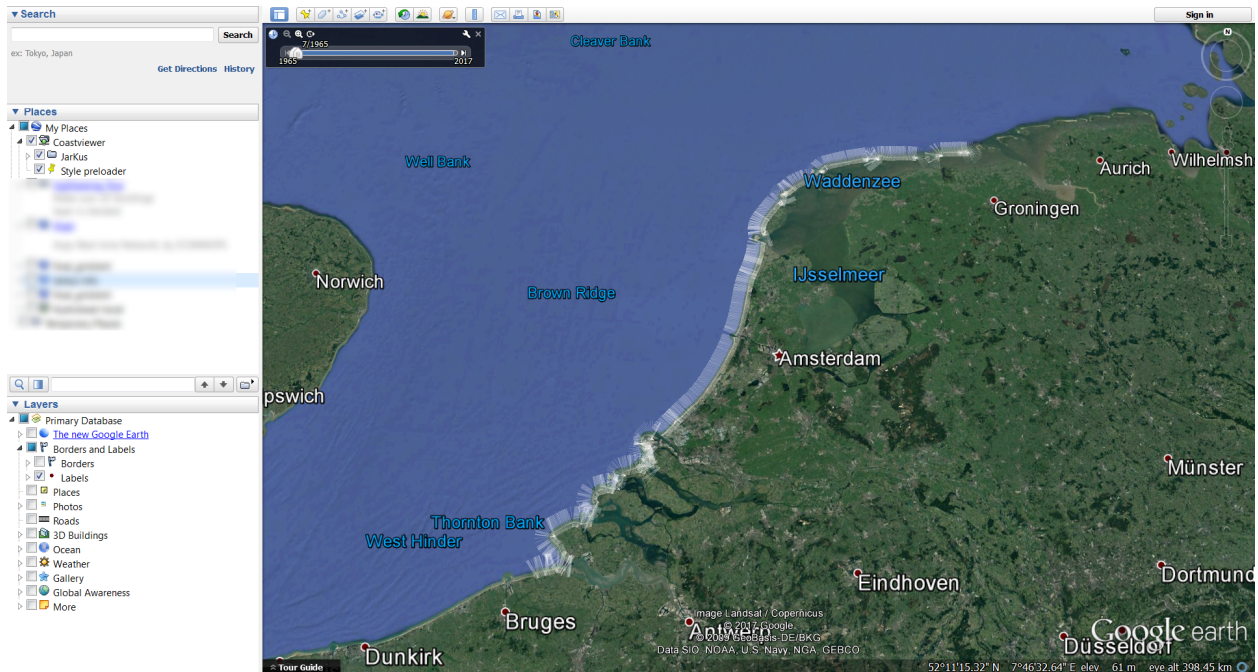 Search
Search
ex: Tokyo, Japan
Get Directions History
Places
My Places
Coastviewer
JarKus
Style preloader
Layers
Primary Database
The new Google Earth
Borders and Labels
Borders
Labels
Places
Photos
Roads
3D Buildings
Ocean
Weather
Gallery
Global Awareness
More
Sign in
7/1965
1965 2017
N
Cleaver Bank
Well Bank
Waddenzee
Aurich
Wilhelmsh
Groningen
Norwich
IJsselmeer
Brown Ridge
Amsterdam
pswich
Münster
Thornton Bank
West Hinder
Eindhoven
Dortmund
Bruges
Antwerp
Dunkirk
Düsseldorf
Image Landsat / Copernicus
© 2017 Google
© 2009 GeoBasis-DE/BKG
Data SIO, NOAA, U.S. Navy, NGA, GEBCO
Google earth
Tour Guide
52°11'15.32" N 7°46'32.64" E elev 61 m eye alt 398.45 km